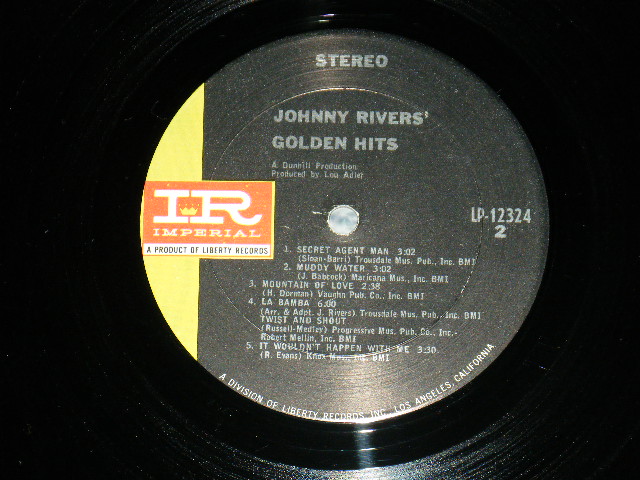 STEREO
JOHNNY RIVERS'
GOLDEN HITS
A Dunhill Production
Produced by Lou Adler
IR
IMPERIAL
A PRODUCT OF LIBERTY RECORDS
LP-12324
2
1. SECRET AGENT MAN 3:02
(Sloan-Barri) Trousdale Mus. Pub., Inc. BMI
2. MUDDY WATER 3:02
(J. Babcock) Maricana Mus., Inc. BMI
3. MOUNTAIN OF LOVE 2:38
(H. Dorman) Vaughn Pub. Co., Inc. BMI
4. LA BAMBA 6:00
(Arr. & Adpt. J. Rivers) Trousdale Mus. Pub., Inc. BMI
TWIST AND SHOUT
(Russell-Medley) Progressive Mus. Pub. Co., Inc.-
Robert Mellin, Inc. BMI
5. IT WOULDN'T HAPPEN WITH ME 3:30
(R. Evans) Knox Mus., Inc. BMI
A DIVISION OF LIBERTY RECORDS INC. LOS ANGELES, CALIFORNIA